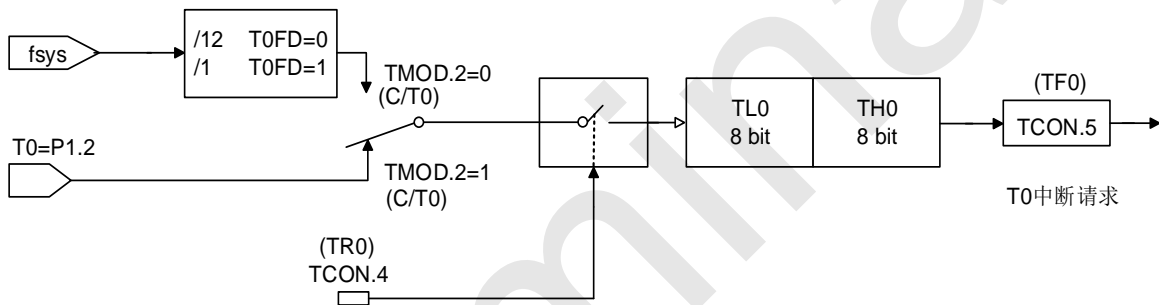 fsys
/12 T0FD=0
/1 T0FD=1
TMOD.2=0
(C/T0)
T0=P1.2
TMOD.2=1
(C/T0)
(TR0)
TCON.4
TL0
8 bit
TH0
8 bit
(TF0)
TCON.5
T0中断请求